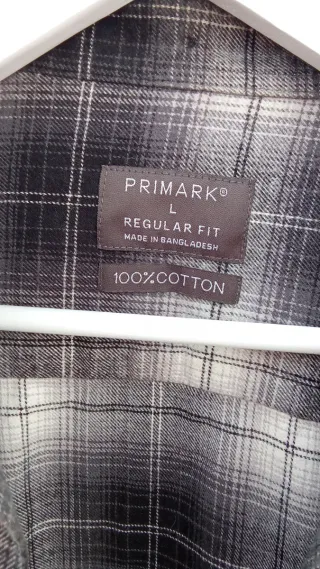 PRIMARK®
L
REGULAR FIT
MADE IN BANGLADESH
100%COTTON